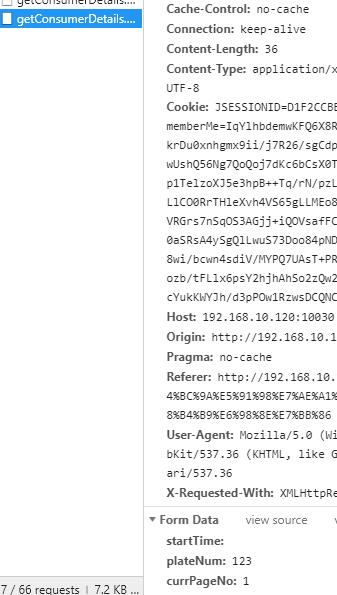 getConsumerDetails....
getConsumerDetails....
7 / 66 requests | 7.2 KB ...
Cache-Control: no-cache
Connection: keep-alive
Content-Length: 36
Content-Type: application/x
UTF-8
Cookie: JSESSIONID=D1F2CCBE
memberMe=IqYlhbdemwKFQ6X8R
krDu0xnhgmx9ii/j7R26/sgCdp
wUshQ56Ng7QoQoj7dKc6bCsX0T
p1TelzoXJ5e3hpB++Tq/rN/pzL
LlCO0RrTHleXvh4VS65gLLMEo8
VRGrs7nSqOS3AGjj+iQOVsafFC
0aSRsA4ySgQlLwuS73Doo84pND
8wi/bcwn4sdiV/MYPQ7UAsT+PR
ozb/tFLlx6psY2hjhAhSo2zQw2
cYukKWYJh/d3pPOw1RzwsDCQNC
Host: 192.168.10.120:10030
Origin: http://192.168.10.1
Pragma: no-cache
Referer: http://192.168.10.
4%BC%9A%E5%91%98%E7%AE%A1%
8%B4%B9%E6%98%8E%E7%BB%86
User-Agent: Mozilla/5.0 (Wi
bKit/537.36 (KHTML, like G
ari/537.36
X-Requested-With: XMLHttpRe
Form Data view source
startTime:
plateNum: 123
currPageNo: 1